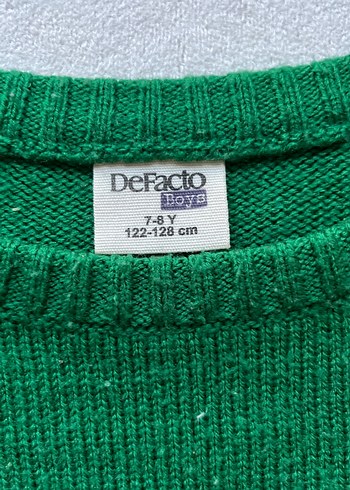 DeFacto
Boys
7-8 Y
122-128 cm